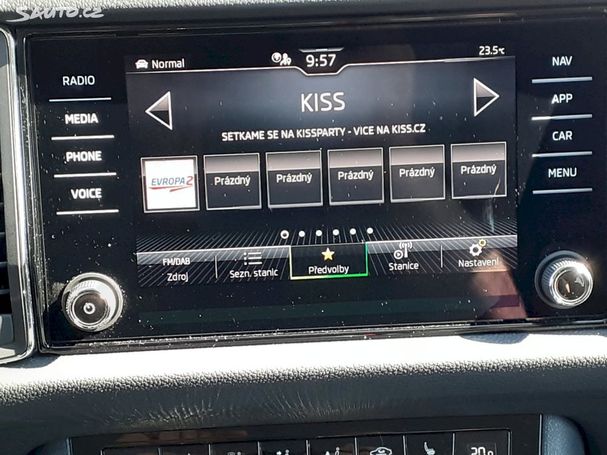 Sauto.cz
RADIO
MEDIA
PHONE
VOICE
Normal
9:57
23.5°C
KISS
SETKAME SE NA KISSPARTY - VICE NA KISS.CZ
EVROPA 2
Prázdný
Prázdný
Prázdný
Prázdný
Prázdný
FM/DAB
Zdroj
Sezn. stanic
Předvolby
Stanice
Nastavení
NAV
APP
CAR
MENU